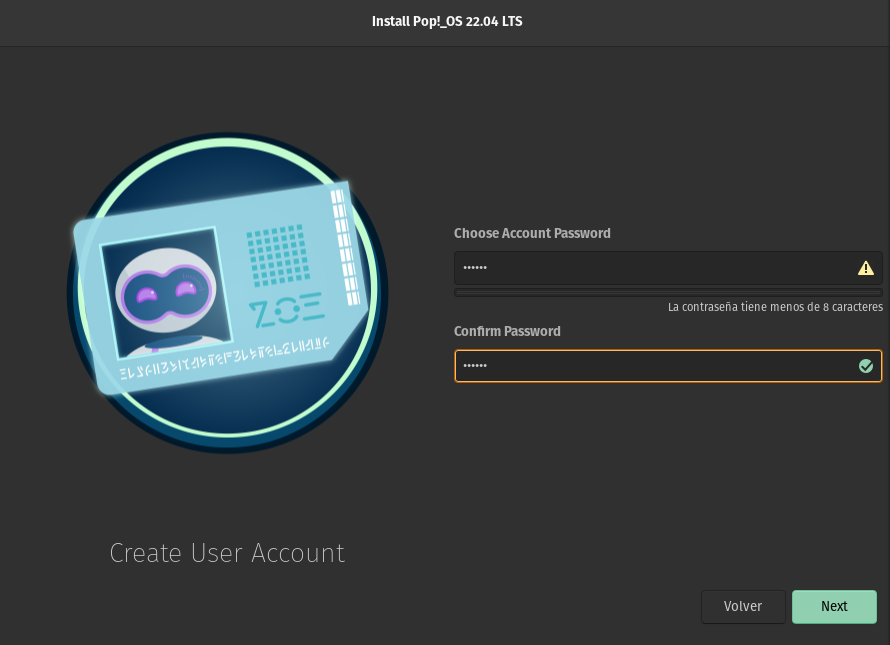 Install Pop!_OS 22.04 LTS
Choose Account Password
••••••
La contraseña tiene menos de 8 caracteres
Confirm Password
••••••
ZOE
Create User Account
Volver
Next